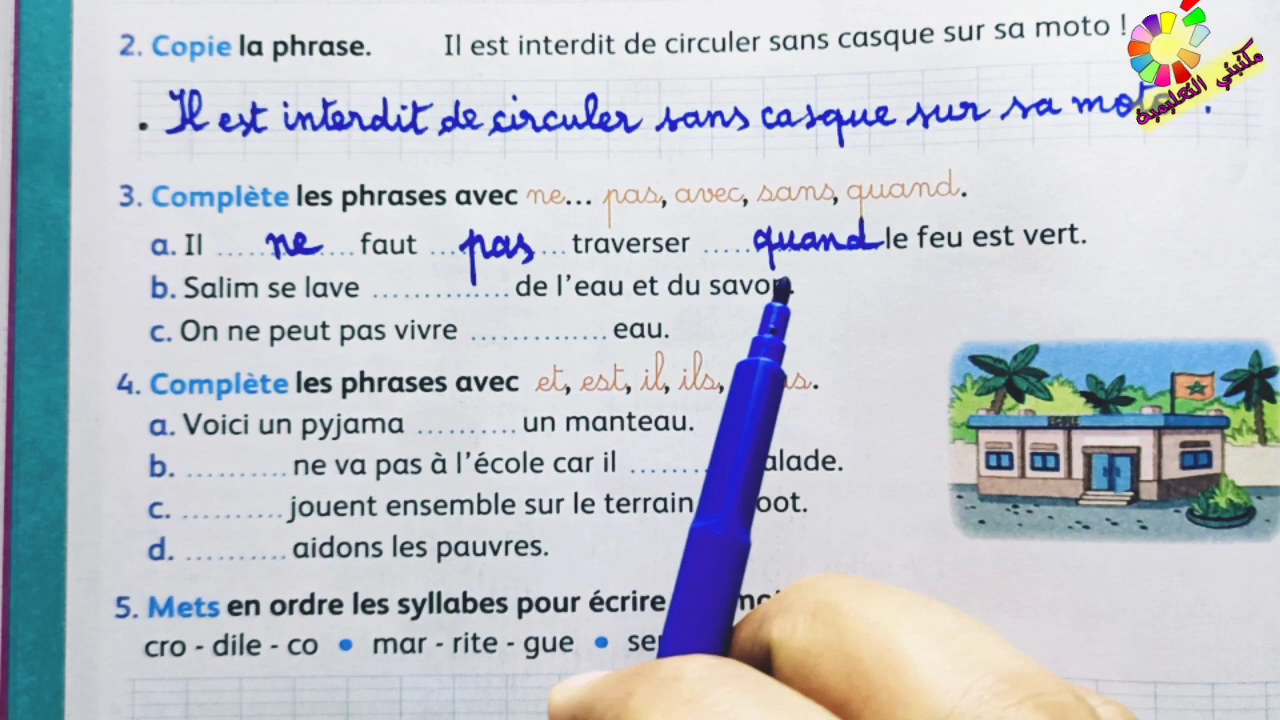 2. Copie la phrase. Il est interdit de circuler sans casque sur sa moto !
. Il est interdit de circuler sans casque sur sa moto !
مكتبتي التعليمية
3. Complète les phrases avec ne... pas, avec, sans, quand.
a. Il ..... ne .... faut ... pas ... traverser ..... quand le feu est vert.
b. Salim se lave .............. de l'eau et du savon.
c. On ne peut pas vivre .............. eau.
4. Complète les phrases avec et, est, il, ils,
a. Voici un pyjama .......... un manteau.
b. .......... ne va pas à l'école car il .......
c. .......... jouent ensemble sur le terrain
d. .......... aidons les pauvres.
ECOLE
5. Mets en ordre les syllabes pour écrire
cro - dile - co • mar - rite - gue •